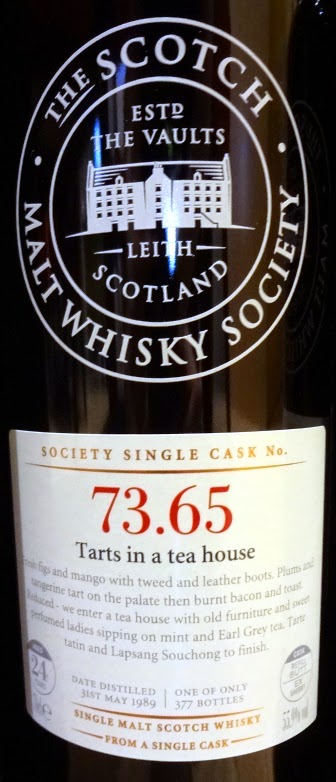 THE SCOTCH
MALT WHISKY SOCIETY
ESTD
THE VAULTS
LEITH
SCOTLAND
SOCIETY SINGLE CASK No.
73.65
Tarts in a tea house
figs and mango with tweed and leather boots. Plums and
tangerine tart on the palate then burnt bacon and toast.
Reduced - we enter a tea house with old furniture and sweet
perfumed ladies sipping on mint and Earl Grey tea. Tarte
tatin and Lapsang Souchong to finish.
24
DATE DISTILLED
31ST MAY 1989
ONE OF ONLY
377 BOTTLES
CASK
REFILL
SINGLE MALT SCOTCH WHISKY
FROM A SINGLE CASK